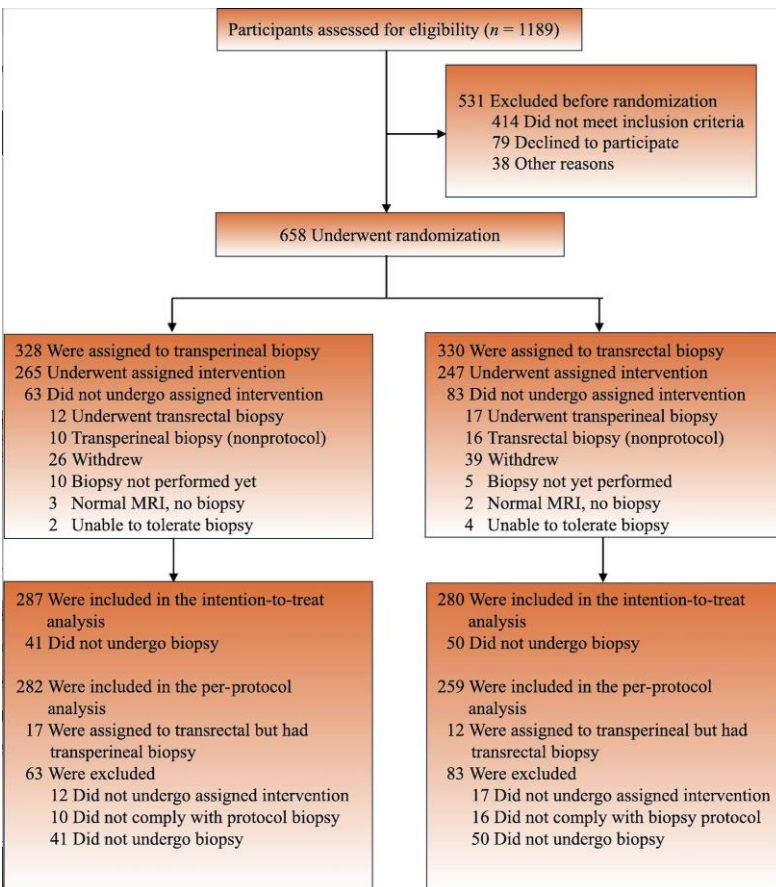 Participants assessed for eligibility (n = 1189)
531 Excluded before randomization
414 Did not meet inclusion criteria
79 Declined to participate
38 Other reasons
658 Underwent randomization
328 Were assigned to transperineal biopsy
265 Underwent assigned intervention
63 Did not undergo assigned intervention
12 Underwent transrectal biopsy
10 Transperineal biopsy (nonprotocol)
26 Withdrew
10 Biopsy not performed yet
3 Normal MRI, no biopsy
2 Unable to tolerate biopsy
330 Were assigned to transrectal biopsy
247 Underwent assigned intervention
83 Did not undergo assigned intervention
17 Underwent transperineal biopsy
16 Transrectal biopsy (nonprotocol)
39 Withdrew
5 Biopsy not yet performed
2 Normal MRI, no biopsy
4 Unable to tolerate biopsy
287 Were included in the intention-to-treat
analysis
41 Did not undergo biopsy
282 Were included in the per-protocol
analysis
17 Were assigned to transrectal but had
transperineal biopsy
63 Were excluded
12 Did not undergo assigned intervention
10 Did not comply with protocol biopsy
41 Did not undergo biopsy
280 Were included in the intention-to-treat
analysis
50 Did not undergo biopsy
259 Were included in the per-protocol
analysis
12 Were assigned to transperineal but had
transrectal biopsy
83 Were excluded
17 Did not undergo assigned intervention
16 Did not comply with biopsy protocol
50 Did not undergo biopsy